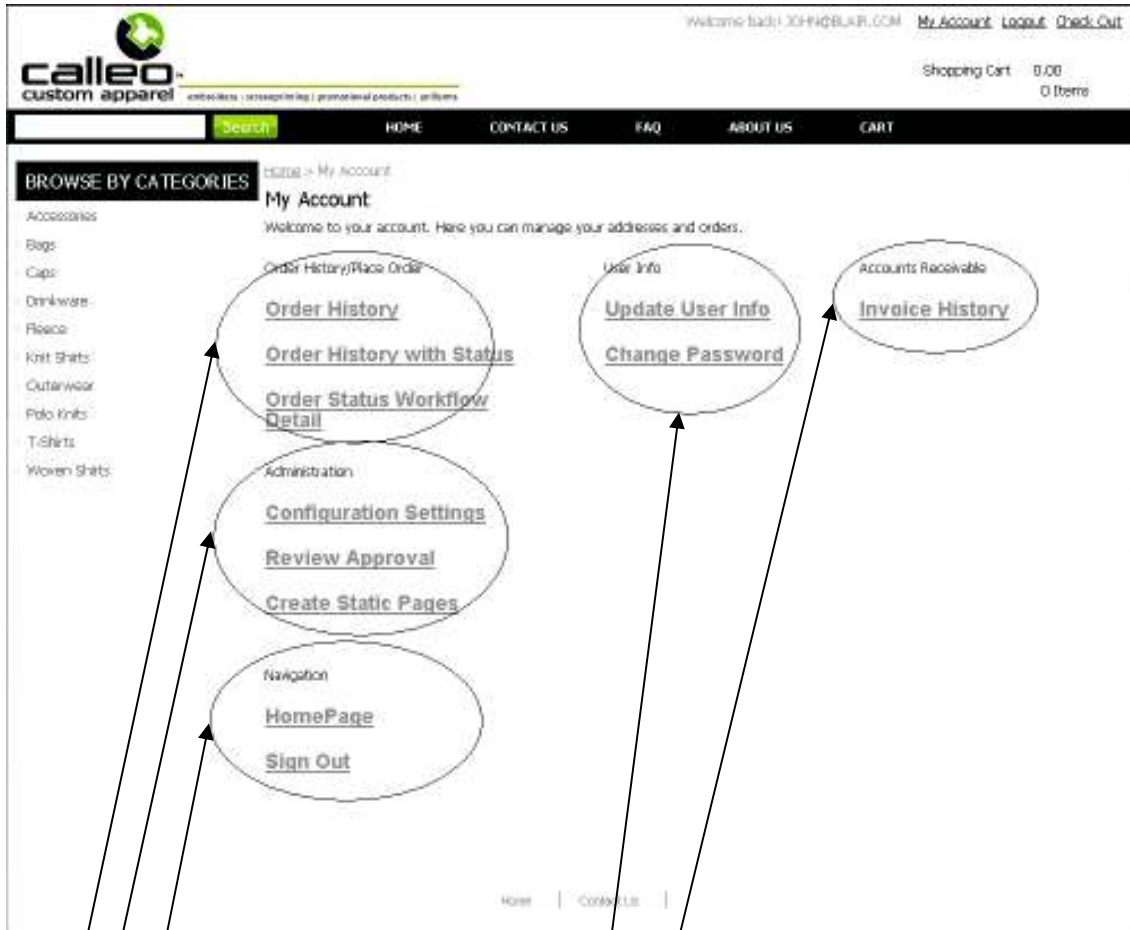 Welcome back! JOHN@BLAIR.COM My Account Logout Check Out
calleo
custom apparel
embroidery | screenprinting | promotional products | uniforms
Shopping Cart 0.00
0 Items
Search HOME CONTACT US FAQ ABOUT US CART
BROWSE BY CATEGORIES
Accessories
Bags
Caps
Drinkware
Fleece
Knit Shirts
Outerwear
Polo Knits
T-Shirts
Woven Shirts
Home > My Account
My Account
Welcome to your account. Here you can manage your addresses and orders.
Order History/Place Order
Order History
Order History with Status
Order Status Workflow
Detail
User Info
Update User Info
Change Password
Accounts Receivable
Invoice History
Administration
Configuration Settings
Review Approval
Create Static Pages
Navigation
HomePage
Sign Out
Home | Contact Us |